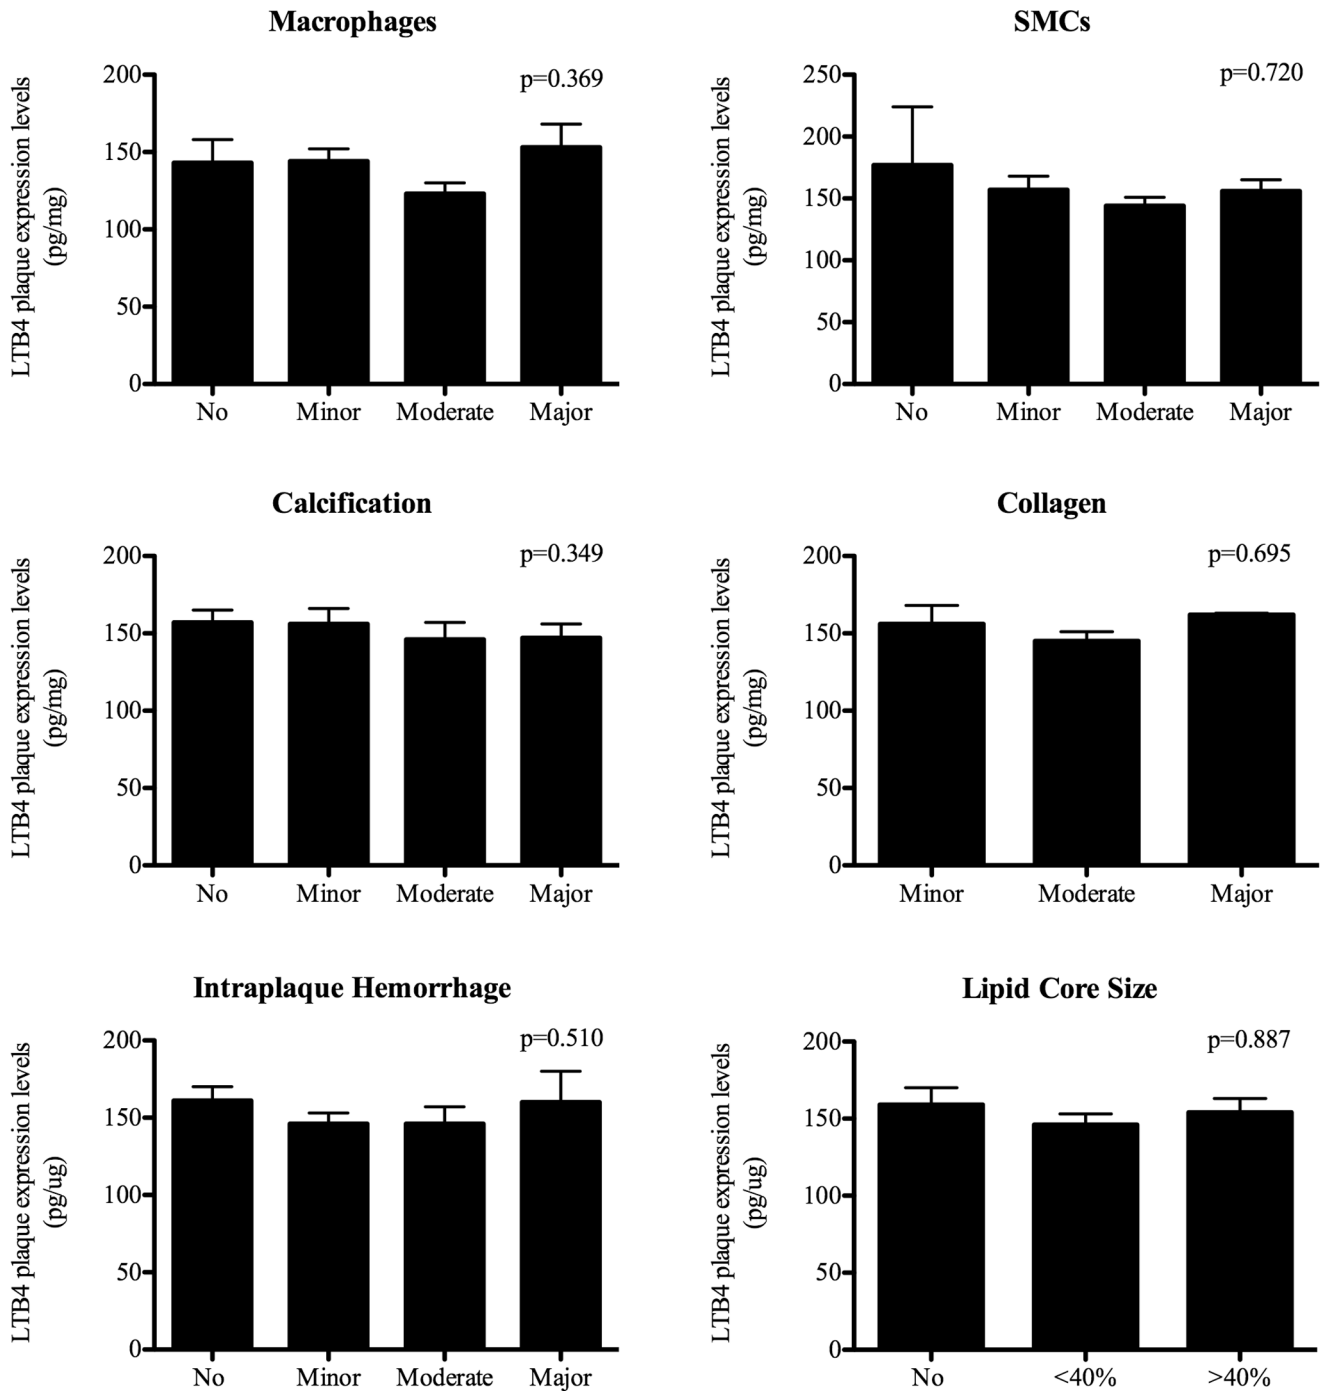 Macrophages
LTB4 plaque expression levels
(pg/mg)
200
150
100
50
0
p=0.369
No Minor Moderate Major
SMCs
LTB4 plaque expression levels
(pg/mg)
250
200
150
100
50
0
p=0.720
No Minor Moderate Major
Calcification
LTB4 plaque expression levels
(pg/mg)
200
150
100
50
0
p=0.349
No Minor Moderate Major
Collagen
LTB4 plaque expression levels
(pg/mg)
200
150
100
50
0
p=0.695
Minor Moderate Major
Intraplaque Hemorrhage
LTB4 plaque expression levels
(pg/ug)
200
150
100
50
0
p=0.510
No Minor Moderate Major
Lipid Core Size
LTB4 plaque expression levels
(pg/ug)
200
150
100
50
0
p=0.887
No <40% >40%